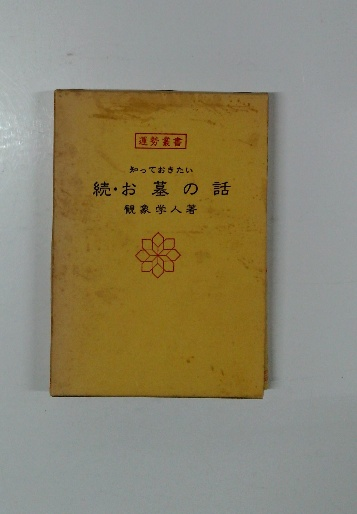 運勢叢書
知っておきたい
続・お墓の話
観象学人著